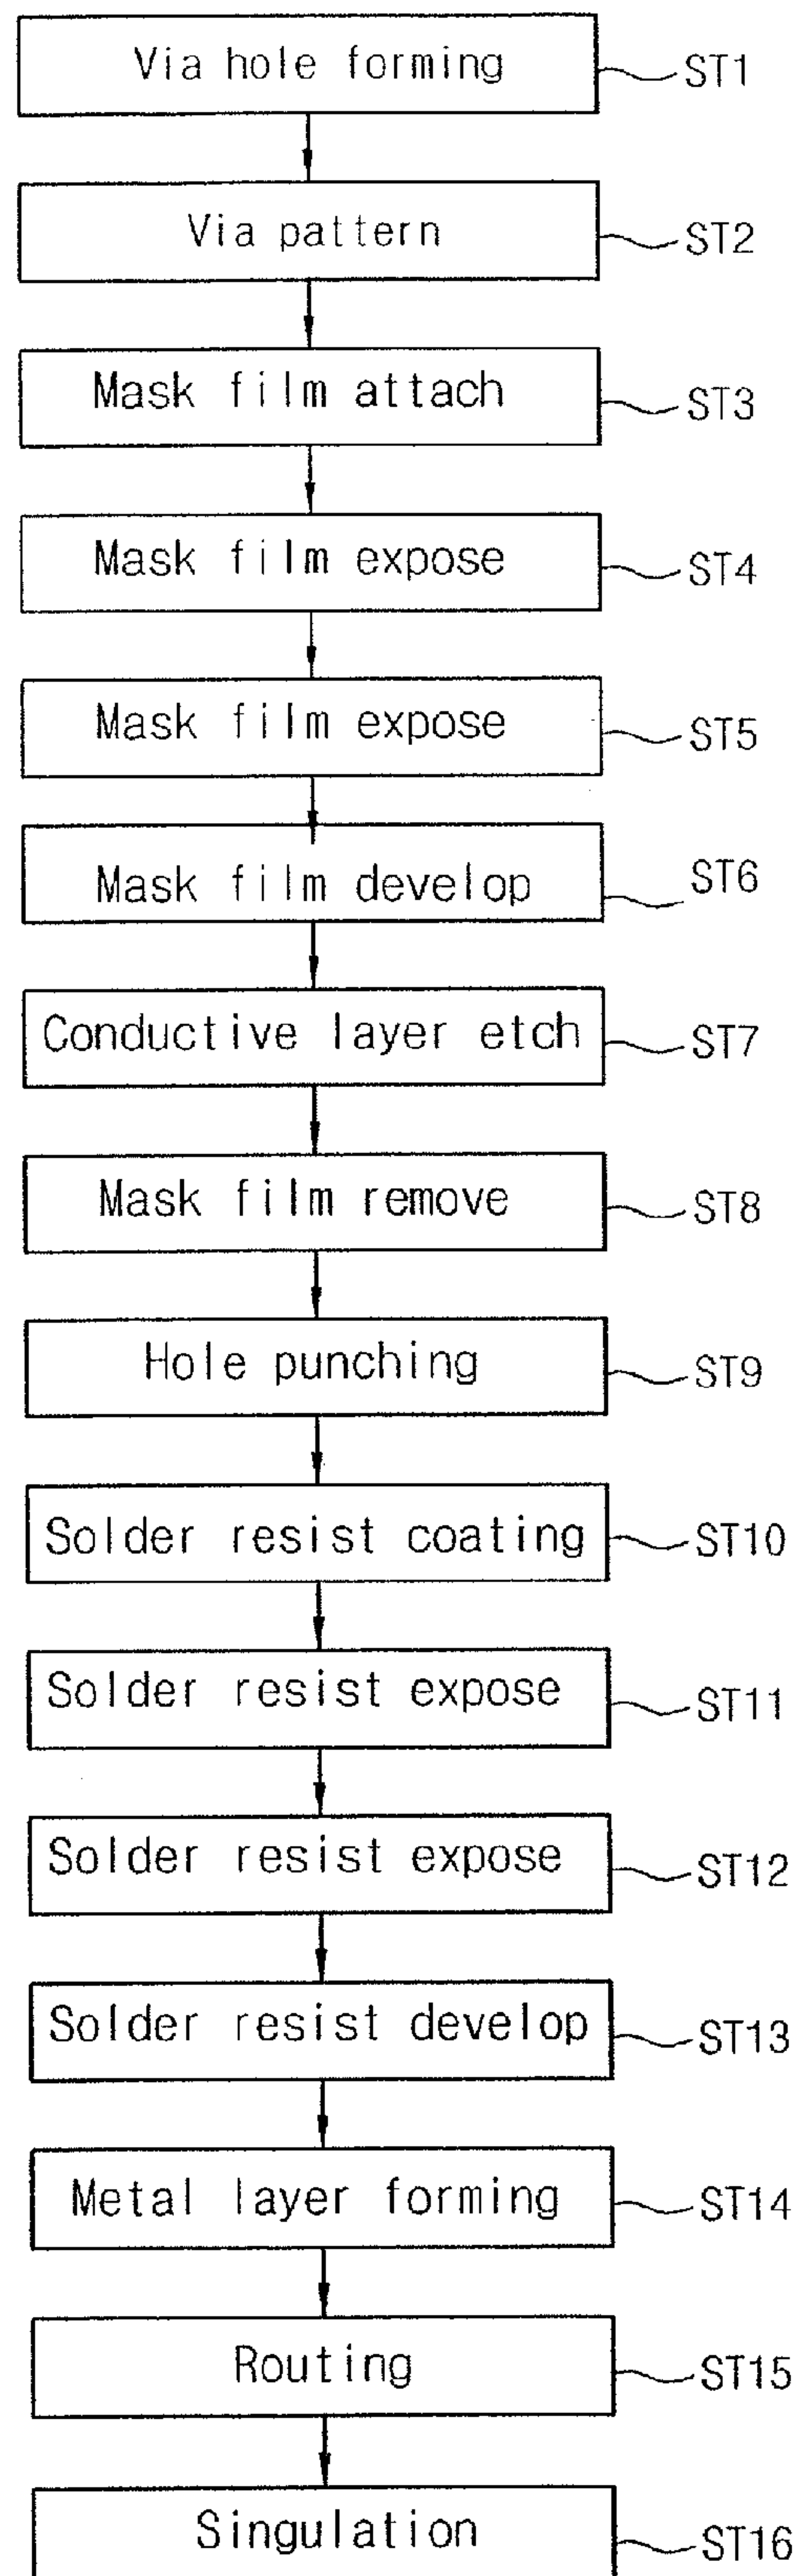 Via hole forming ST1
Via pattern ST2
Mask film attach ST3
Mask film expose ST4
Mask film expose ST5
Mask film develop ST6
Conductive layer etch ST7
Mask film remove ST8
Hole punching ST9
Solder resist coating ST10
Solder resist expose ST11
Solder resist expose ST12
Solder resist develop ST13
Metal layer forming ST14
Routing ST15
Singulation ST16